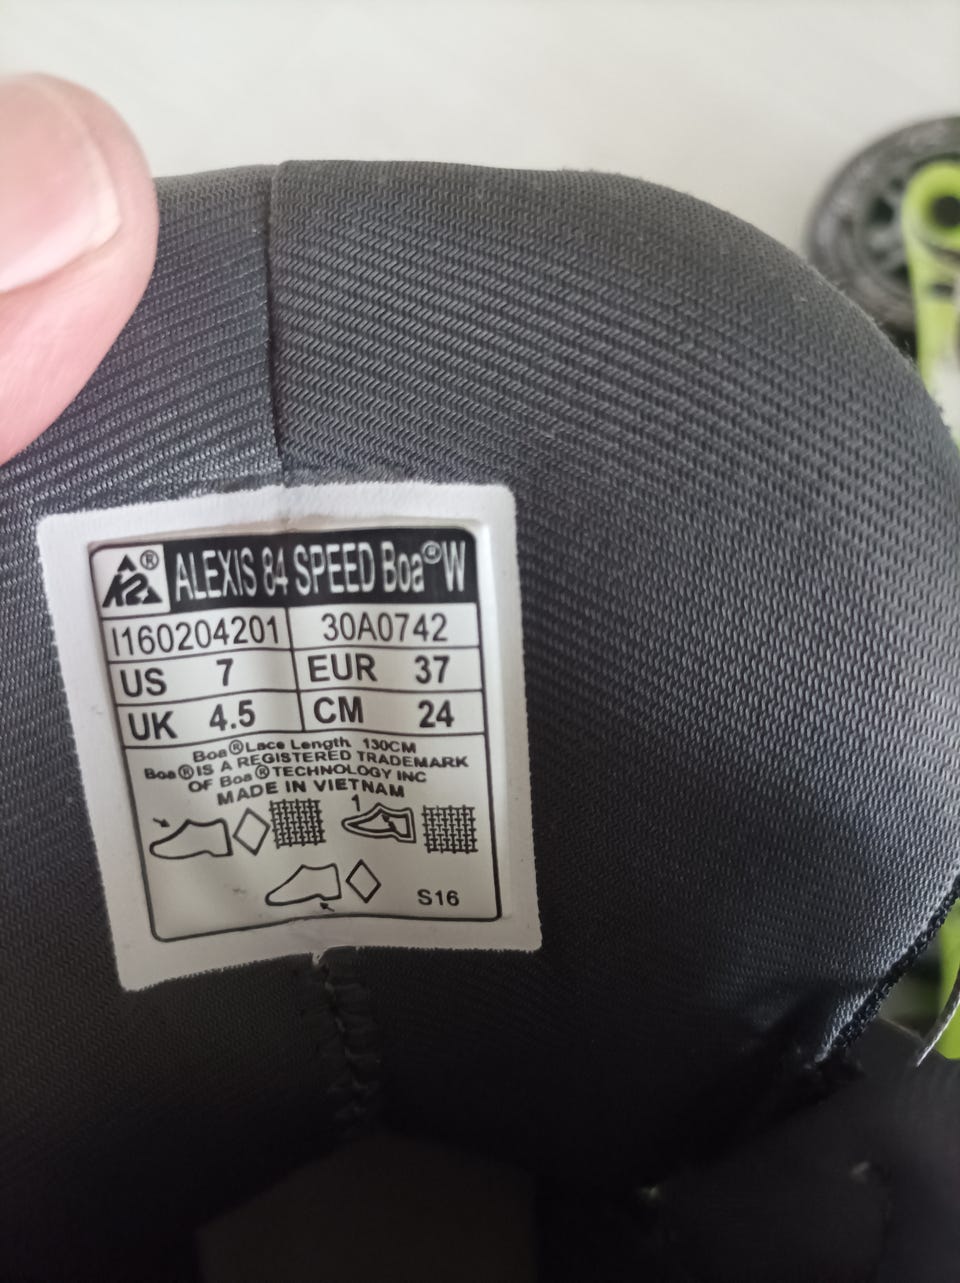 K2® ALEXIS 84 SPEED Boa® W
I160204201 30A0742
US 7 EUR 37
UK 4.5 CM 24
Boa® Lace Length 130CM
Boa® IS A REGISTERED TRADEMARK
OF Boa® TECHNOLOGY INC
MADE IN VIETNAM
1
S16